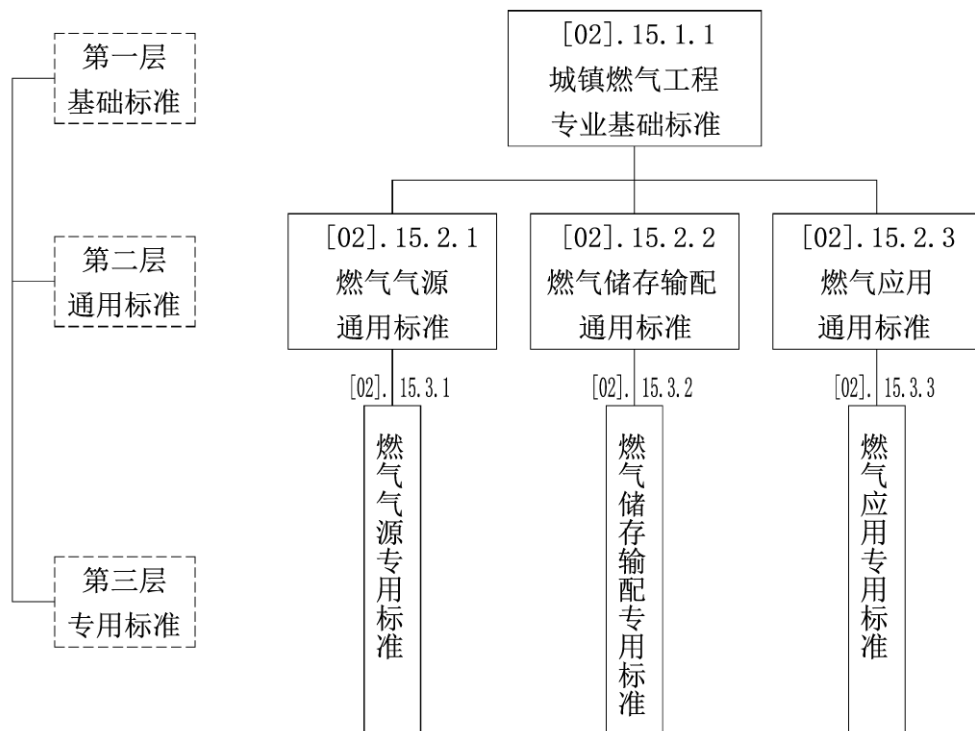 第一层
基础标准
[02].15.1.1
城镇燃气工程
专业基础标准
第二层
通用标准
[02].15.2.1
燃气气源
通用标准
[02].15.2.2
燃气储存输配
通用标准
[02].15.2.3
燃气应用
通用标准
第三层
专用标准
[02].15.3.1
燃气气源专用标准
[02].15.3.2
燃气储存输配专用标准
[02].15.3.3
燃气应用专用标准